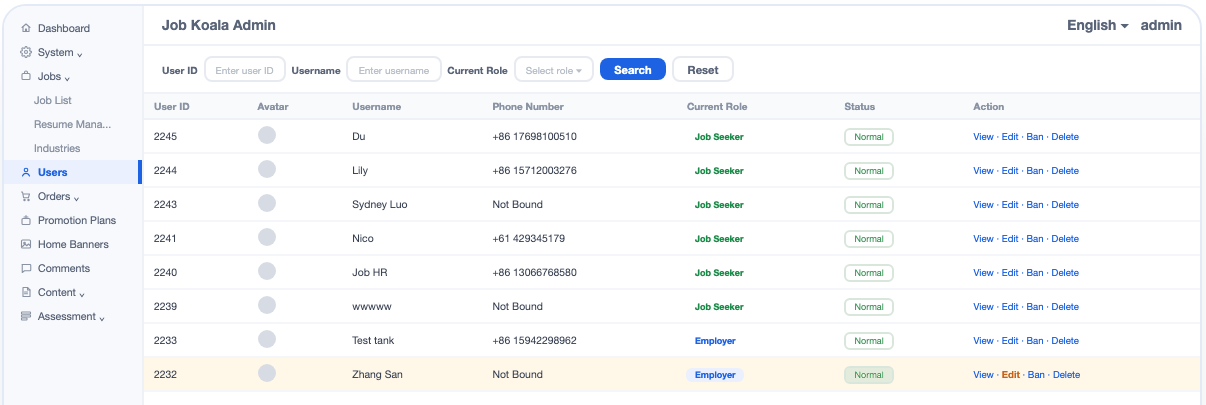 Job Koala Admin English admin
Dashboard
System
Jobs
Job List
Resume Mana...
Industries
Users
Orders
Promotion Plans
Home Banners
Comments
Content
Assessment
User ID Enter user ID Username Enter username Current Role Select role Search Reset
User ID Avatar Username Phone Number Current Role Status Action
2245 Du +86 17698100510 Job Seeker Normal View · Edit · Ban · Delete
2244 Lily +86 15712003276 Job Seeker Normal View · Edit · Ban · Delete
2243 Sydney Luo Not Bound Job Seeker Normal View · Edit · Ban · Delete
2241 Nico +61 429345179 Job Seeker Normal View · Edit · Ban · Delete
2240 Job HR +86 13066768580 Job Seeker Normal View · Edit · Ban · Delete
2239 wwwww Not Bound Job Seeker Normal View · Edit · Ban · Delete
2233 Test tank +86 15942298962 Employer Normal View · Edit · Ban · Delete
2232 Zhang San Not Bound Employer Normal View · Edit · Ban · Delete